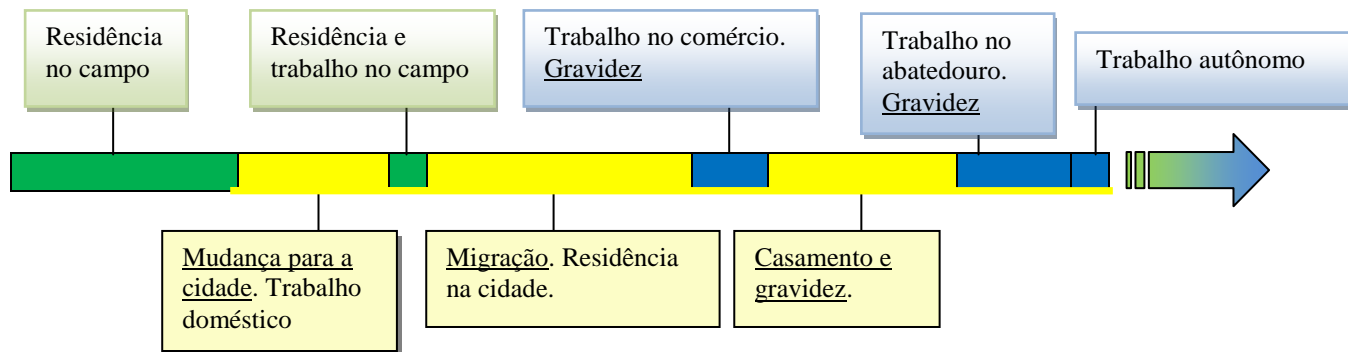 Residência
no campo
Residência e
trabalho no campo
Trabalho no comércio.
Gravidez
Trabalho no
abatedouro.
Gravidez
Trabalho autônomo
Mudança para a
cidade. Trabalho
doméstico
Migração. Residência
na cidade.
Casamento e
gravidez.